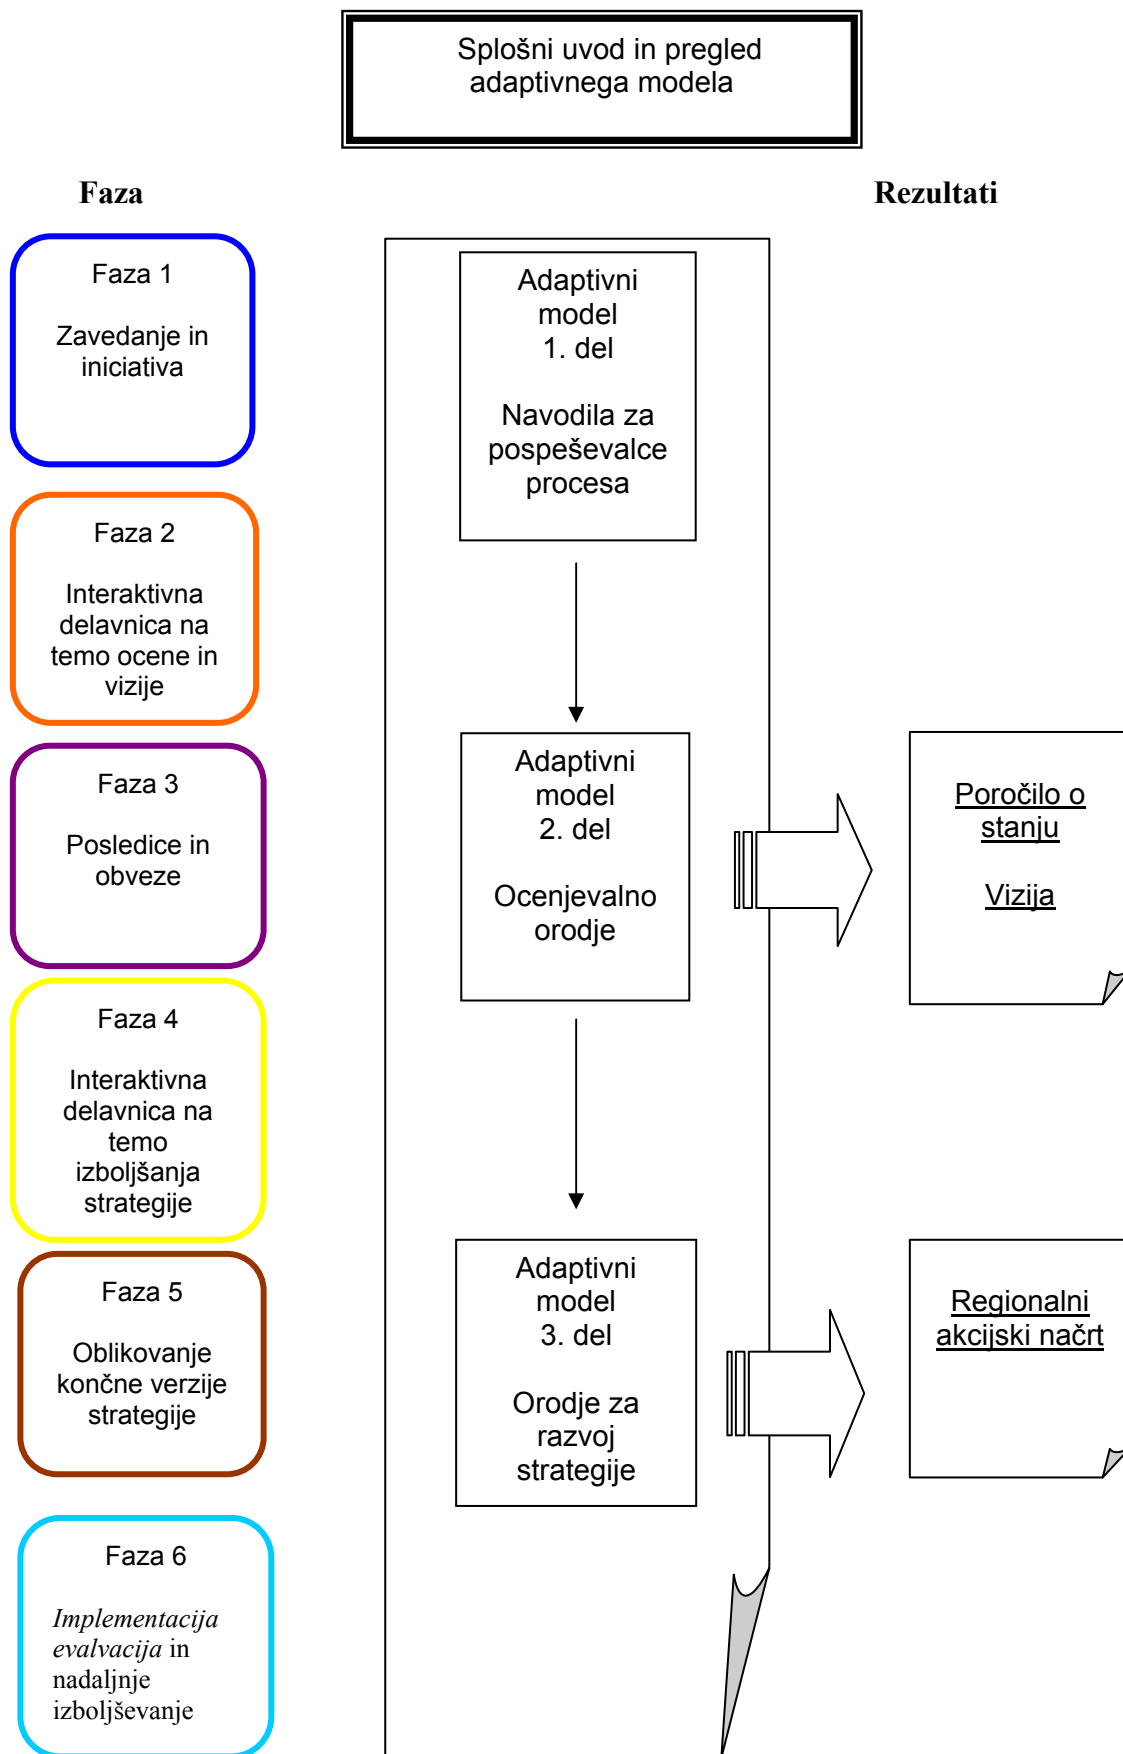 Splošni uvod in pregled
adaptivnega modela
Faza
Rezultati
Faza 1
Zavedanje in
iniciativa
Faza 2
Interaktivna
delavnica na
temo ocene in
vizije
Faza 3
Posledice in
obveze
Faza 4
Interaktivna
delavnica na
temo
izboljšanja
strategije
Faza 5
Oblikovanje
končne verzije
strategije
Faza 6
Implementacija
evalvacija in
nadaljnje
izboljševanje
Adaptivni
model
1. del
Navodila za
pospeševalce
procesa
Adaptivni
model
2. del
Ocenjevalno
orodje
Adaptivni
model
3. del
Orodje za
razvoj
strategije
Poročilo o
stanju
Vizija
Regionalni
akcijski načrt